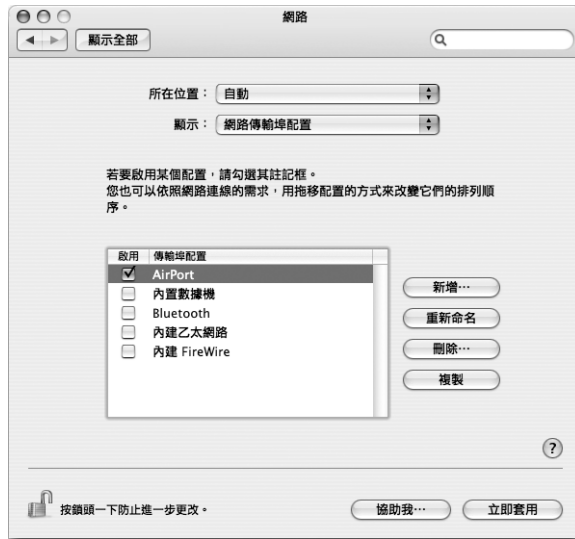 網路
顯示全部
所在位置：自動
顯示：網路傳輸埠配置
若要啟用某個配置，請勾選其註記框。
您也可以依照網路連線的需求，用拖移配置的方式來改變它們的排列順
序。
啟用 傳輸埠配置
AirPort
內置數據機
Bluetooth
內建乙太網路
內建 FireWire
新增⋯
重新命名
刪除⋯
複製
?
按鎖頭一下防止進一步更改。
協助我⋯
立即套用